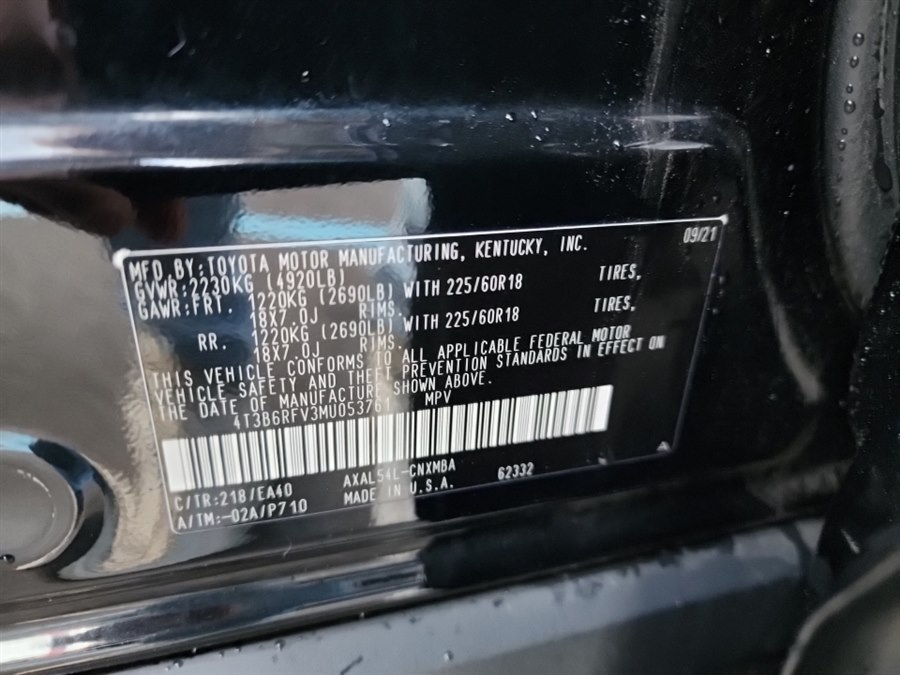 MFD.BY:TOYOTA MOTOR MANUFACTURING, KENTUCKY, INC. 09/21
GVWR:2230KG (4920LB)
GAWR:FRT. 1220KG (2690LB) WITH 225/60R18 TIRES,
18X7.0J RIMS.
RR. 1220KG (2690LB) WITH 225/60R18 TIRES,
18X7.0J RIMS.
THIS VEHICLE CONFORMS TO ALL APPLICABLE FEDERAL MOTOR
VEHICLE SAFETY AND THEFT PREVENTION STANDARDS IN EFFECT ON
THE DATE OF MANUFACTURE SHOWN ABOVE.
4T3B6RFV3MU053761 MPV
C/TR:218/EA40 AXAL54L-CNXMBA 62332
A/TM:-02A/P710 MADE IN U.S.A.